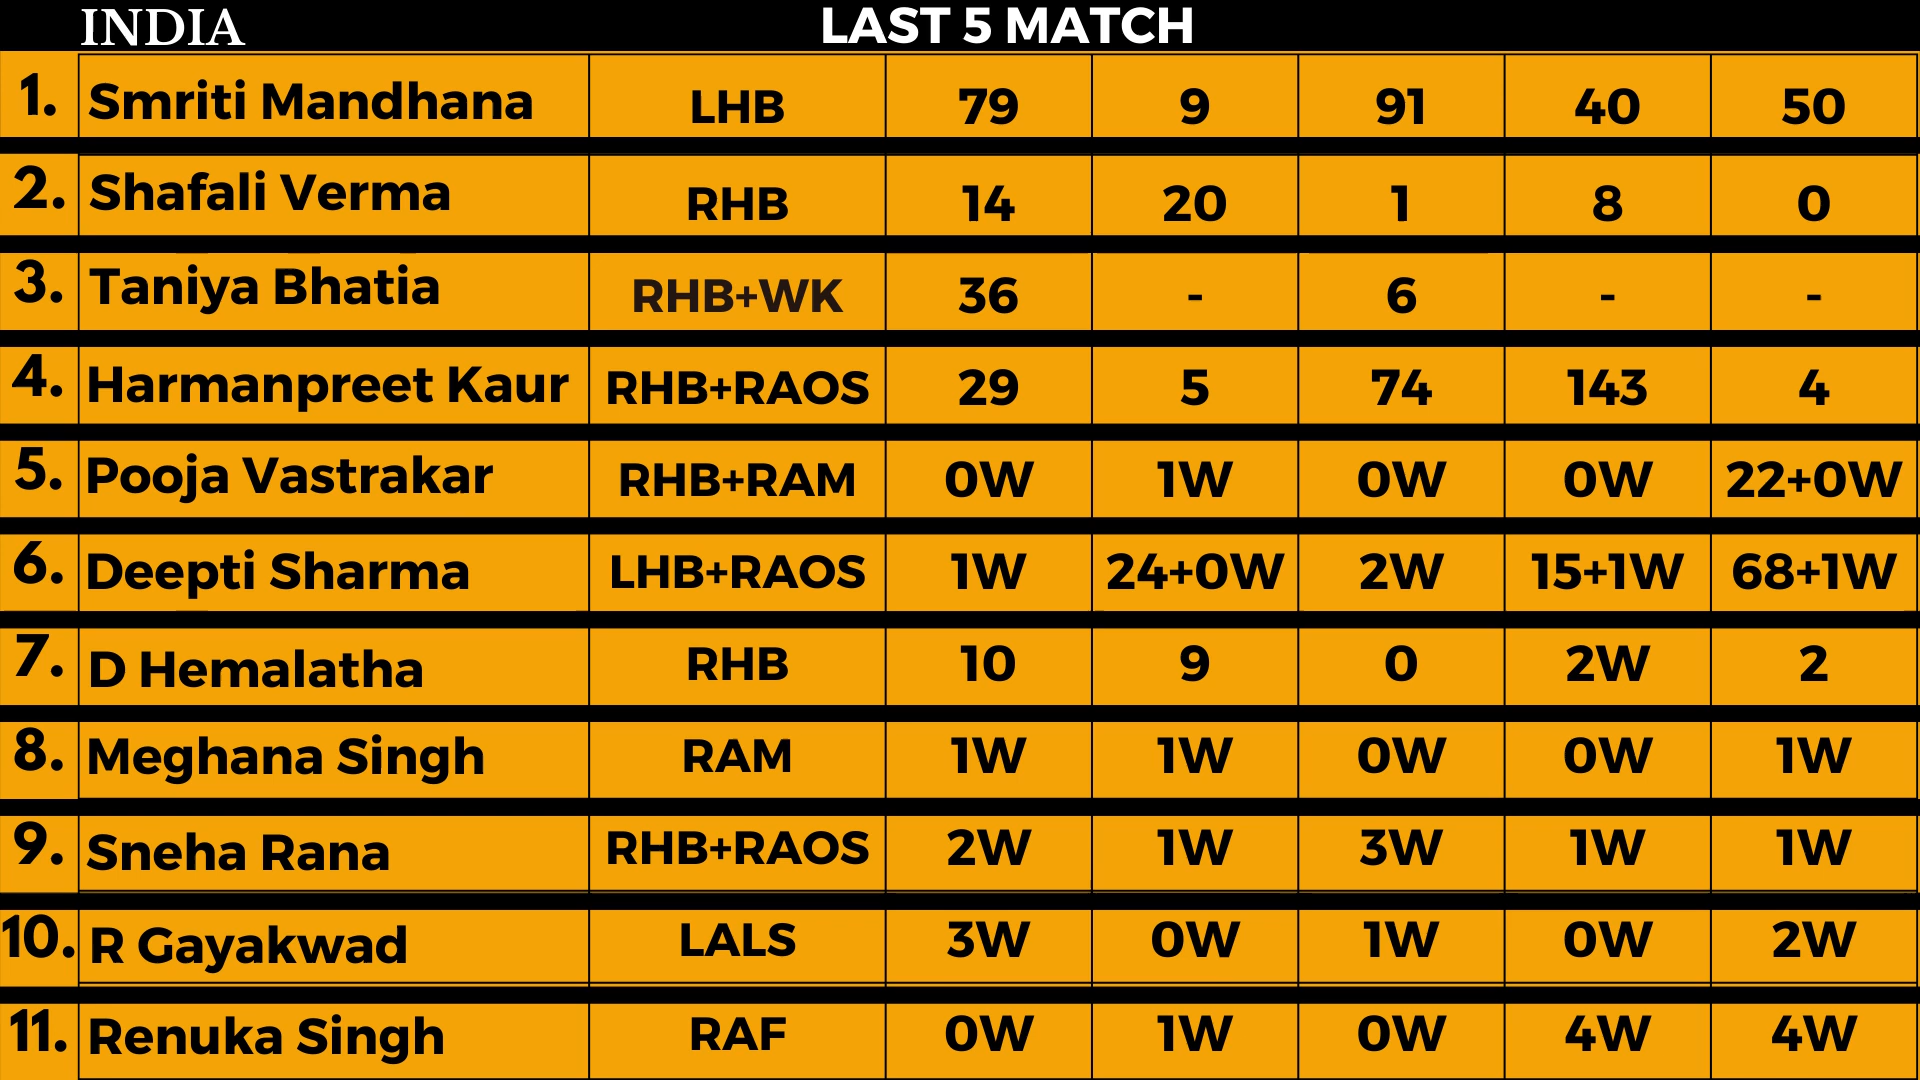 INDIA LAST 5 MATCH
1. Smriti Mandhana LHB 79 9 91 40 50
2. Shafali Verma RHB 14 20 1 8 0
3. Taniya Bhatia RHB+WK 36 - 6 - -
4. Harmanpreet Kaur RHB+RAOS 29 5 74 143 4
5. Pooja Vastrakar RHB+RAM 0W 1W 0W 0W 22+0W
6. Deepti Sharma LHB+RAOS 1W 24+0W 2W 15+1W 68+1W
7. D Hemalatha RHB 10 9 0 2W 2
8. Meghana Singh RAM 1W 1W 0W 0W 1W
9. Sneha Rana RHB+RAOS 2W 1W 3W 1W 1W
10. R Gayakwad LALS 3W 0W 1W 0W 2W
11. Renuka Singh RAF 0W 1W 0W 4W 4W